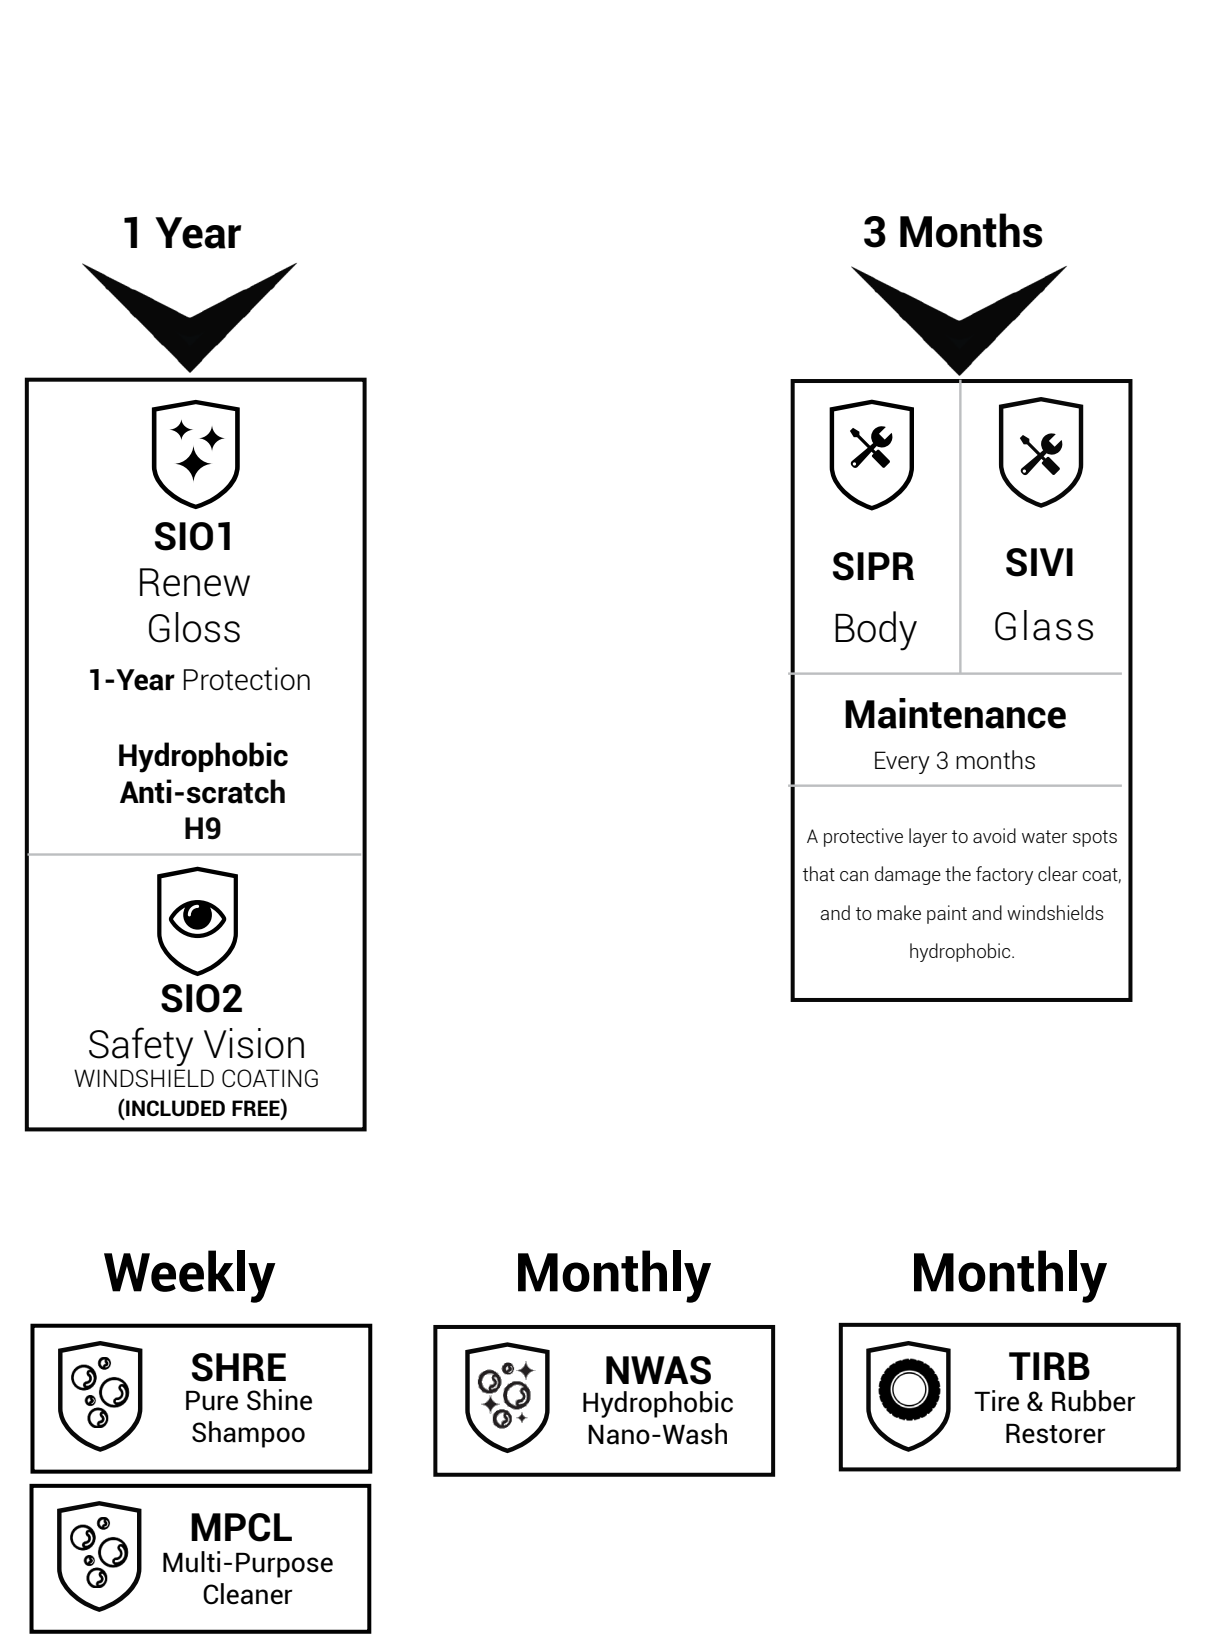 1 Year
SIO1
Renew
Gloss
1-Year Protection
Hydrophobic
Anti-scratch
H9
SIO2
Safety Vision
WINDSHIELD COATING
(INCLUDED FREE)
3 Months
SIPR
Body
SIVI
Glass
Maintenance
Every 3 months
A protective layer to avoid water spots
that can damage the factory clear coat,
and to make paint and windshields
hydrophobic.
Weekly
SHRE
Pure Shine
Shampoo
MPCL
Multi-Purpose
Cleaner
Monthly
NWAS
Hydrophobic
Nano-Wash
Monthly
TIRB
Tire & Rubber
Restorer